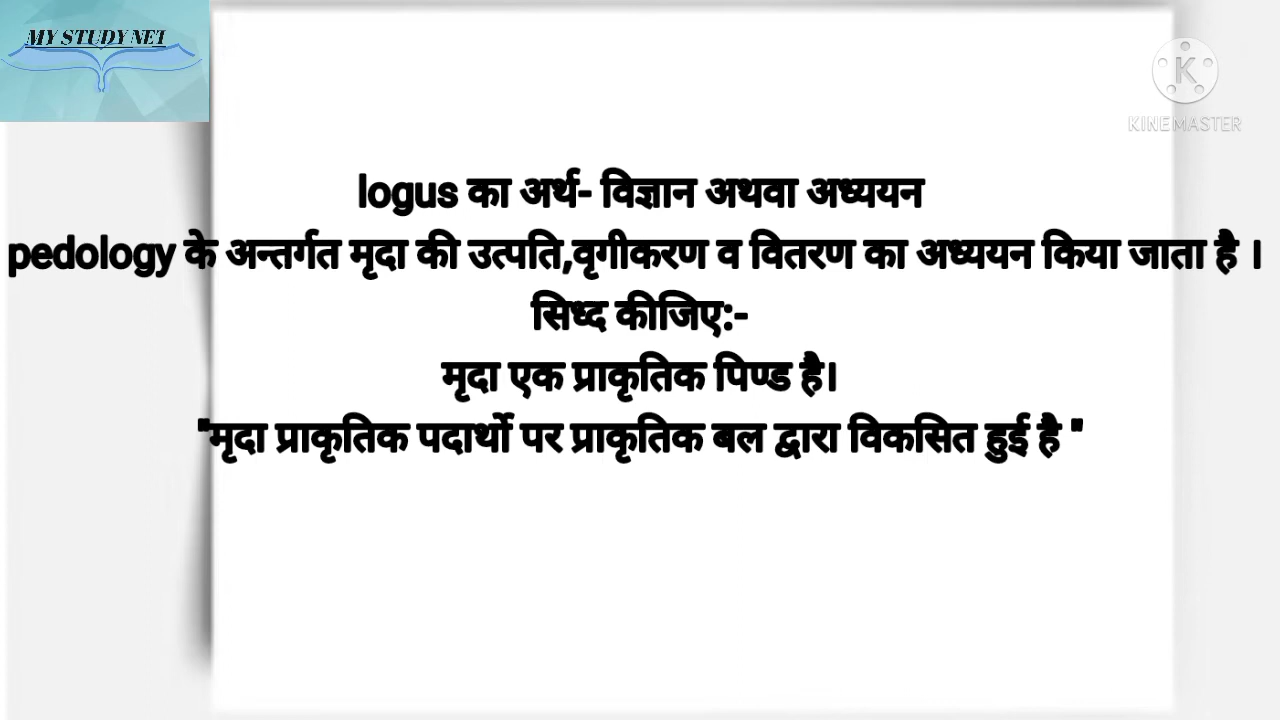 MY STUDY NET
KINEMASTER
logus का अर्थ- विज्ञान अथवा अध्ययन
pedology के अन्तर्गत मृदा की उत्पति,वृगीकरण व वितरण का अध्ययन किया जाता है ।
सिध्द कीजिए:-
मृदा एक प्राकृतिक पिण्ड है।
"मृदा प्राकृतिक पदार्थो पर प्राकृतिक बल द्वारा विकसित हुई है "